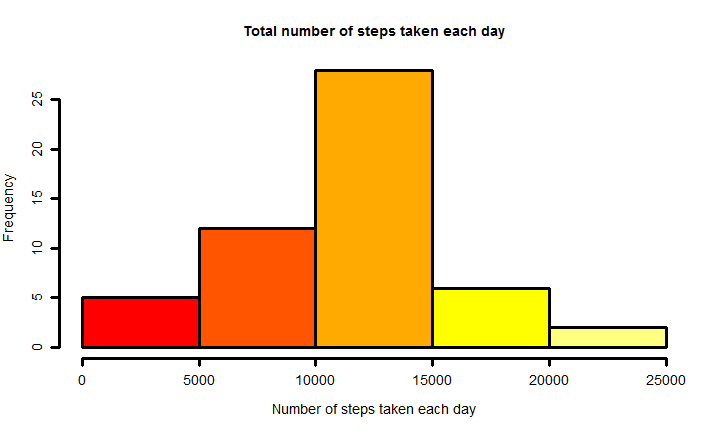 Total number of steps taken each day
Frequency
25
20
15
10
5
0
0 5000 10000 15000 20000 25000
Number of steps taken each day